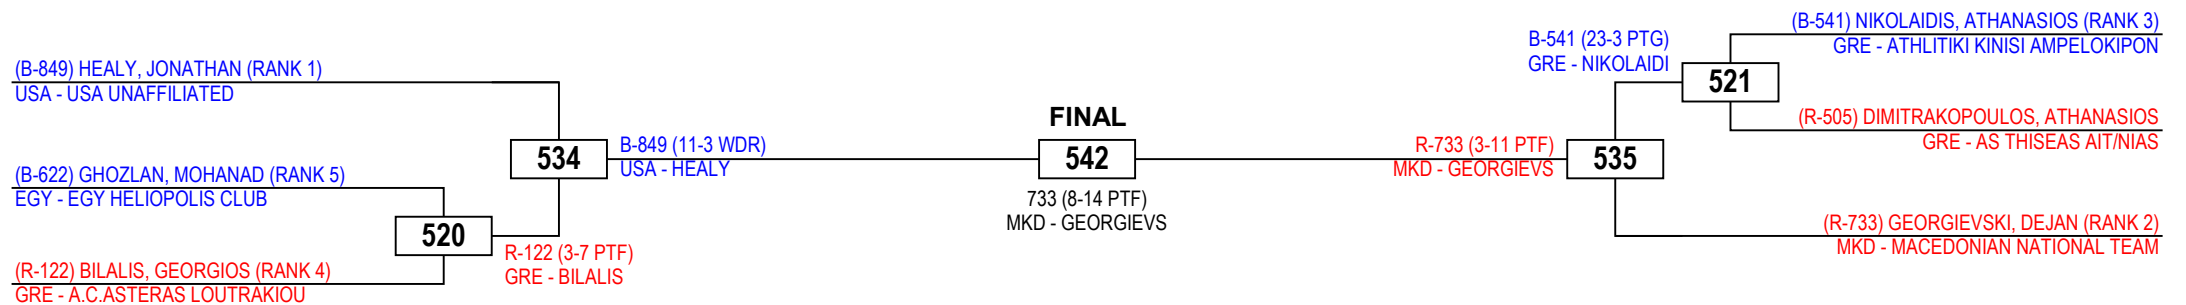 (B-849) HEALY, JONATHAN (RANK 1)
USA - USA UNAFFILIATED
(B-622) GHOZLAN, MOHANAD (RANK 5)
EGY - EGY HELIOPOLIS CLUB
(R-122) BILALIS, GEORGIOS (RANK 4)
GRE - A.C.ASTERAS LOUTRAKIOU
520
R-122 (3-7 PTF)
GRE - BILALIS
534
B-849 (11-3 WDR)
USA - HEALY
FINAL
542
733 (8-14 PTF)
MKD - GEORGIEVS
R-733 (3-11 PTF)
MKD - GEORGIEVS
535
B-541 (23-3 PTG)
GRE - NIKOLAIDI
521
(B-541) NIKOLAIDIS, ATHANASIOS (RANK 3)
GRE - ATHLITIKI KINISI AMPELOKIPON
(R-505) DIMITRAKOPOULOS, ATHANASIOS
GRE - AS THISEAS AIT/NIAS
(R-733) GEORGIEVSKI, DEJAN (RANK 2)
MKD - MACEDONIAN NATIONAL TEAM